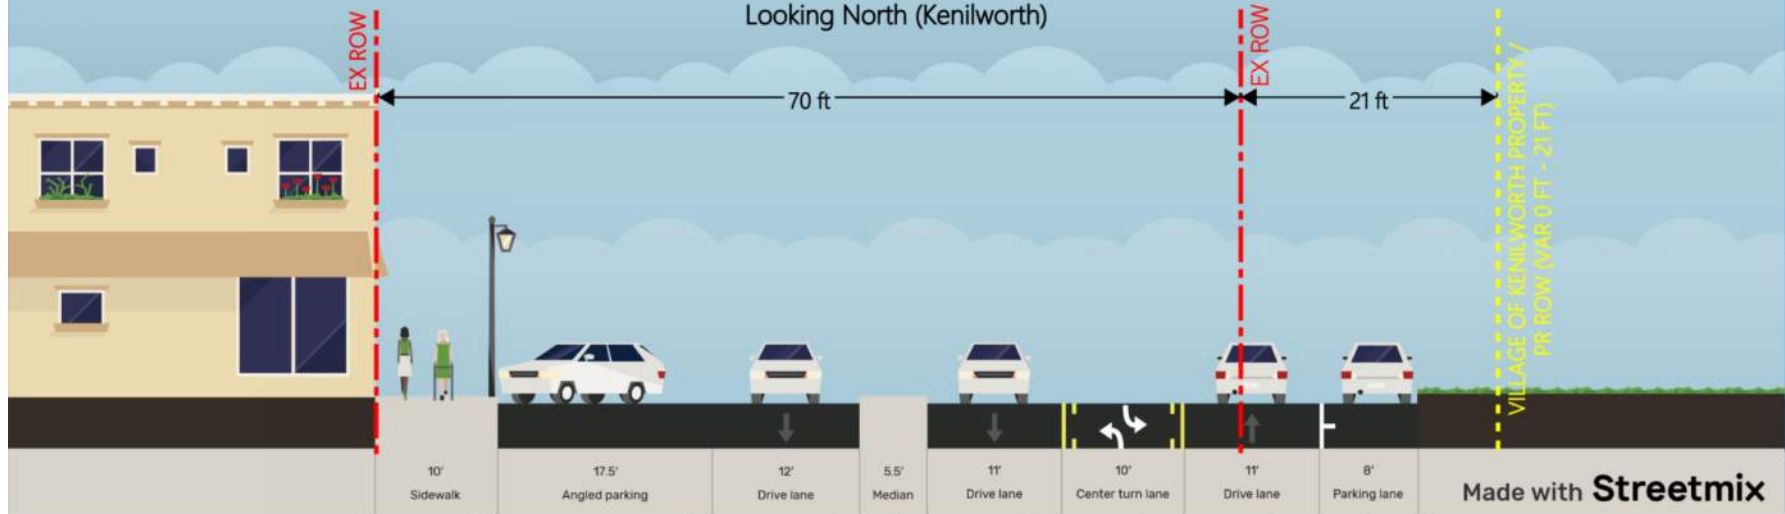 Looking North (Kenilworth)
EX ROW
EX ROW
70 ft
21 ft
VILLAGE OF KENILWORTH PROPERTY /
PR ROW (VAR 0 FT - 21 FT)
10'
17.5'
12'
5.5'
11'
10'
11'
8'
Sidewalk
Angled parking
Drive lane
Median
Drive lane
Center turn lane
Drive lane
Parking lane
Made with Streetmix